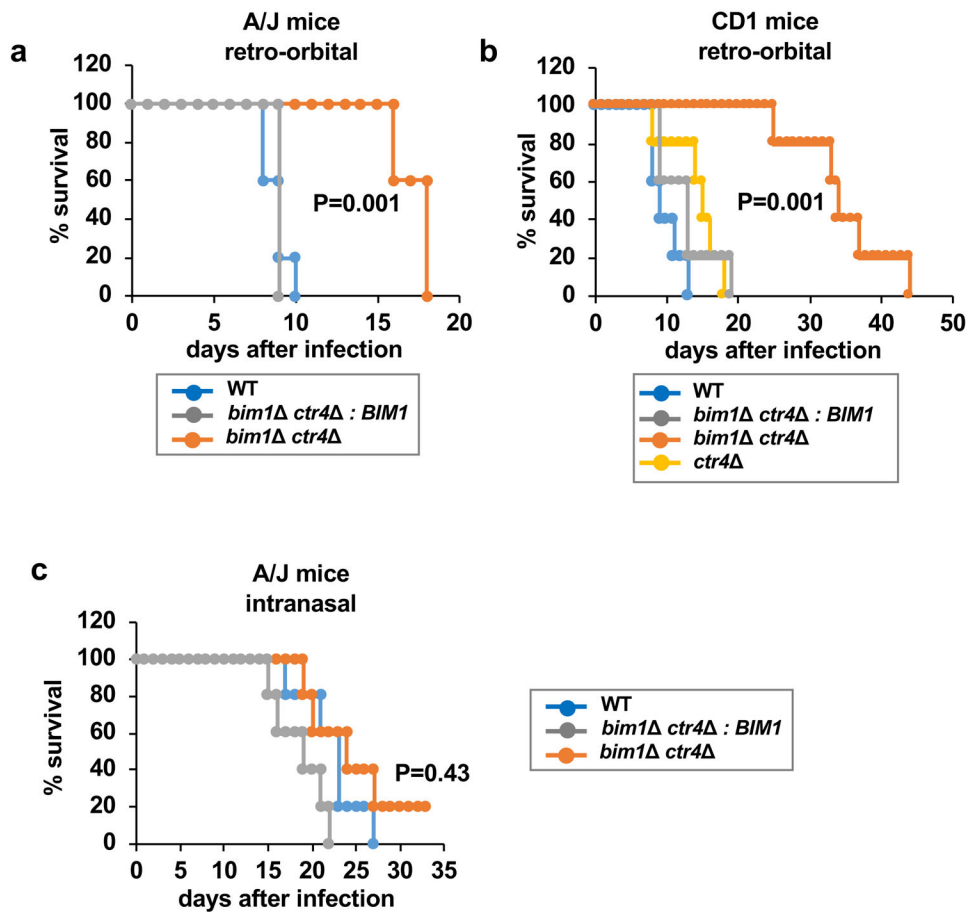 a
A/J mice
retro-orbital
120
100
80
60
40
20
0
% survival
P=0.001
0 5 10 15 20
days after infection
WT
bim1Δ ctr4Δ : BIM1
bim1Δ ctr4Δ
b
CD1 mice
retro-orbital
120
100
80
60
40
20
0
% survival
P=0.001
0 10 20 30 40 50
days after infection
WT
bim1Δ ctr4Δ : BIM1
bim1Δ ctr4Δ
ctr4Δ
c
A/J mice
intranasal
120
100
80
60
40
20
0
% survival
P=0.43
0 5 10 15 20 25 30 35
days after infection
WT
bim1Δ ctr4Δ : BIM1
bim1Δ ctr4Δ